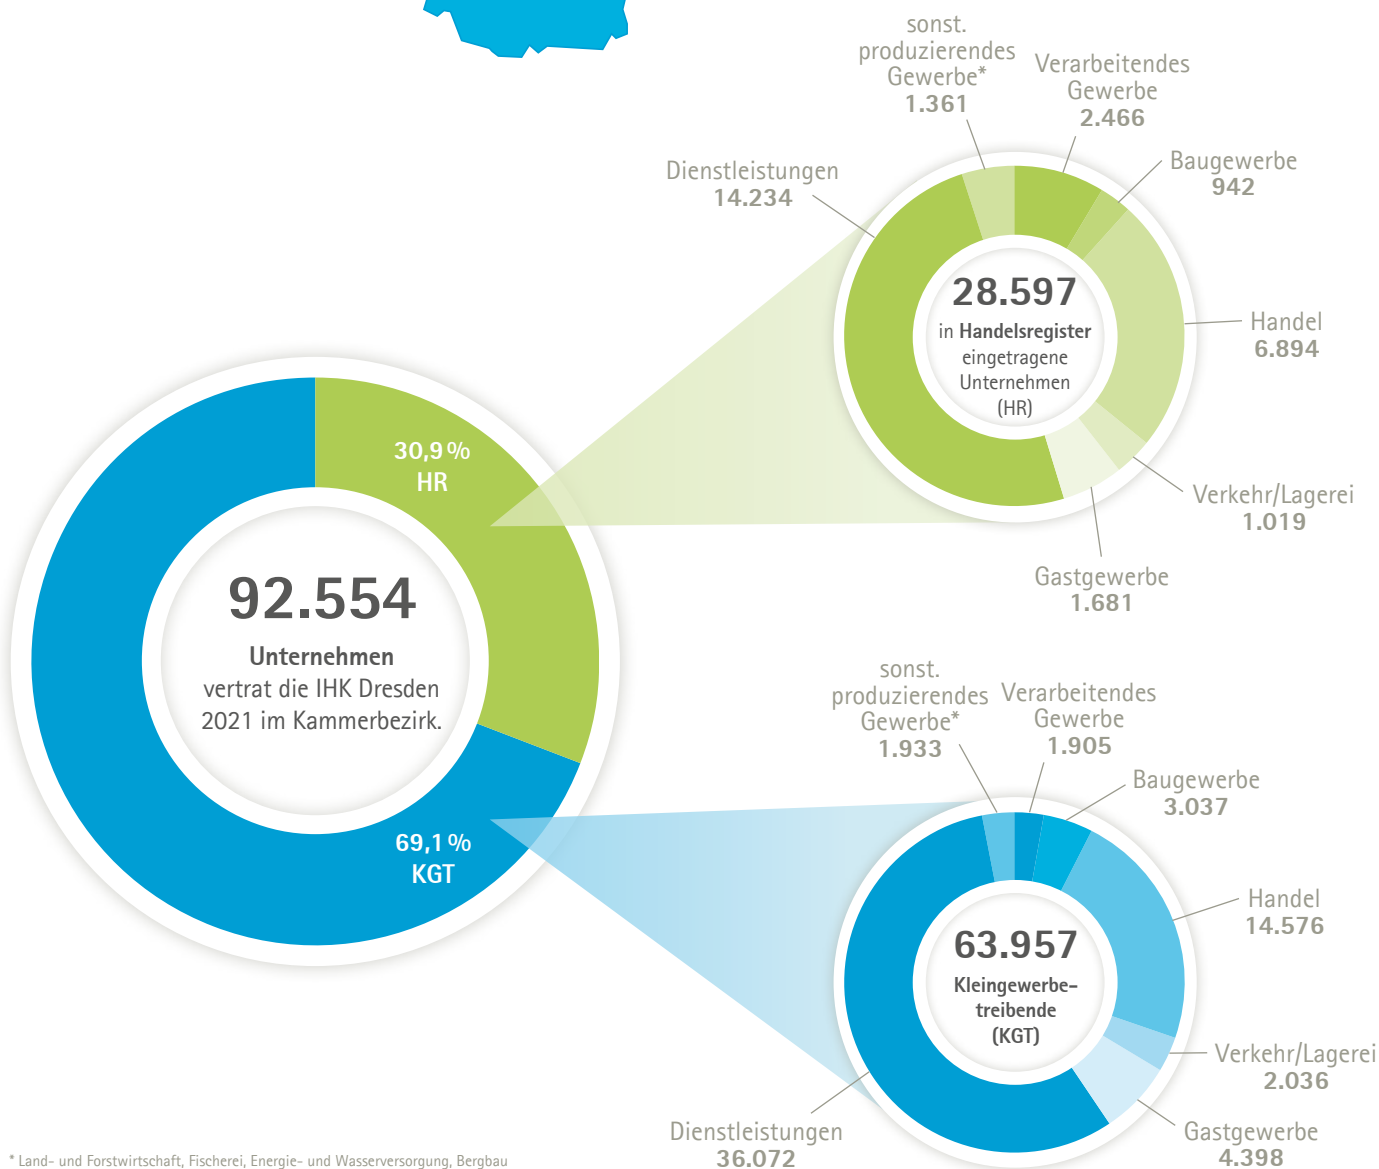 sonst.
produzierendes
Gewerbe*
1.361
Verarbeitendes
Gewerbe
2.466
Baugewerbe
942
Dienstleistungen
14.234
28.597
in Handelsregister
eingetragene
Unternehmen
(HR)
Handel
6.894
Verkehr/Lagerei
1.019
Gastgewerbe
1.681
30,9 %
HR
92.554
Unternehmen
vertrat die IHK Dresden
2021 im Kammerbezirk.
69,1 %
KGT
sonst.
produzierendes
Gewerbe*
1.933
Verarbeitendes
Gewerbe
1.905
Baugewerbe
3.037
63.957
Kleingewerbe-
treibende
(KGT)
Handel
14.576
Verkehr/Lagerei
2.036
Gastgewerbe
4.398
Dienstleistungen
36.072
* Land- und Forstwirtschaft, Fischerei, Energie- und Wasserversorgung, Bergbau